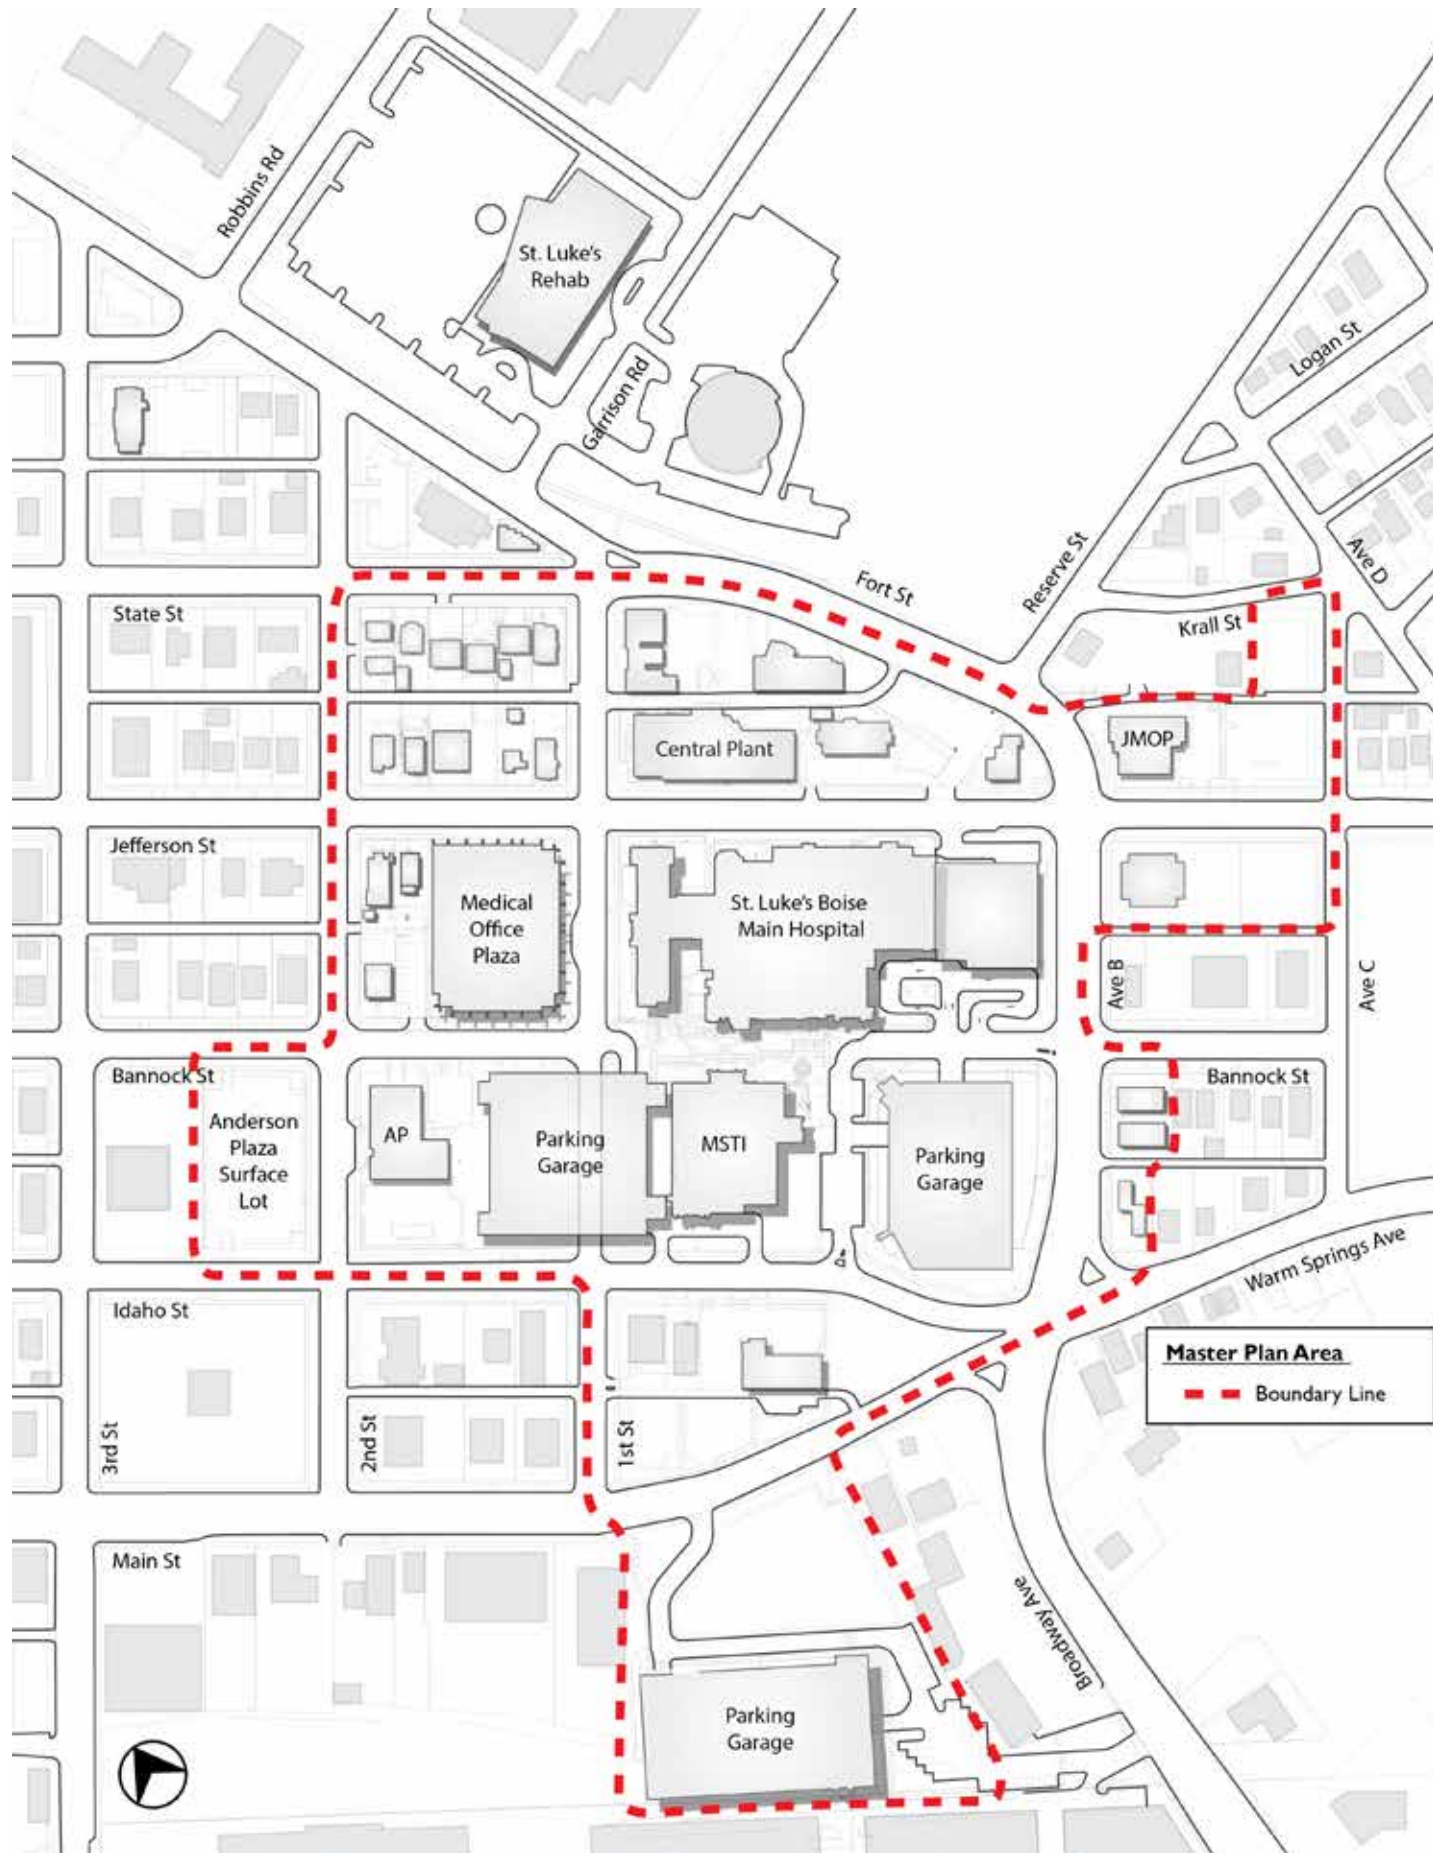 Robbins Rd
St. Luke's
Rehab
Garrison Rd
Logan St
Reserve St
Ave D
Fort St
State St
Krall St
Central Plant
JMOP
Jefferson St
Medical
Office
Plaza
St. Luke's Boise
Main Hospital
Ave B
Ave C
Bannock St
Bannock St
Anderson
Plaza
Surface
Lot
AP
Parking
Garage
MSTI
Parking
Garage
Warm Springs Ave
Idaho St
Master Plan Area
Boundary Line
3rd St
2nd St
1st St
Main St
Broadway Ave
Parking
Garage